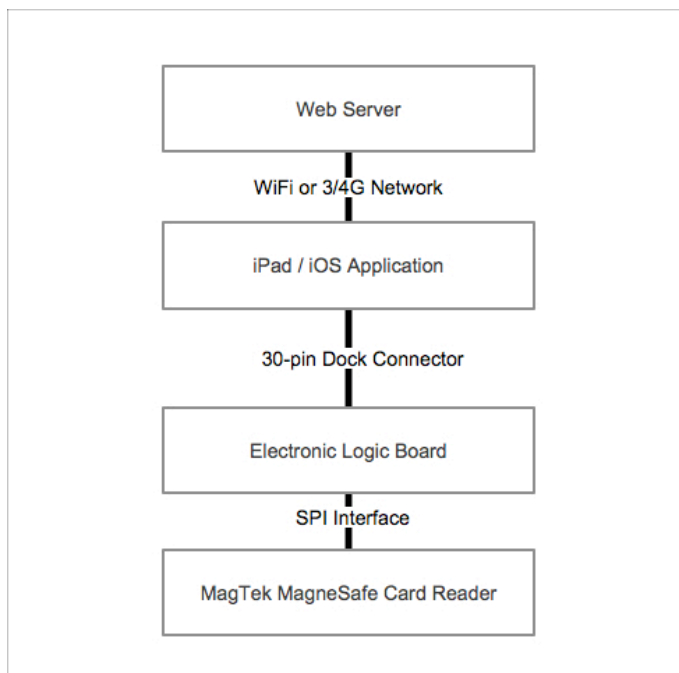 Web Server
WiFi or 3/4G Network
iPad / iOS Application
30-pin Dock Connector
Electronic Logic Board
SPI Interface
MagTek MagneSafe Card Reader